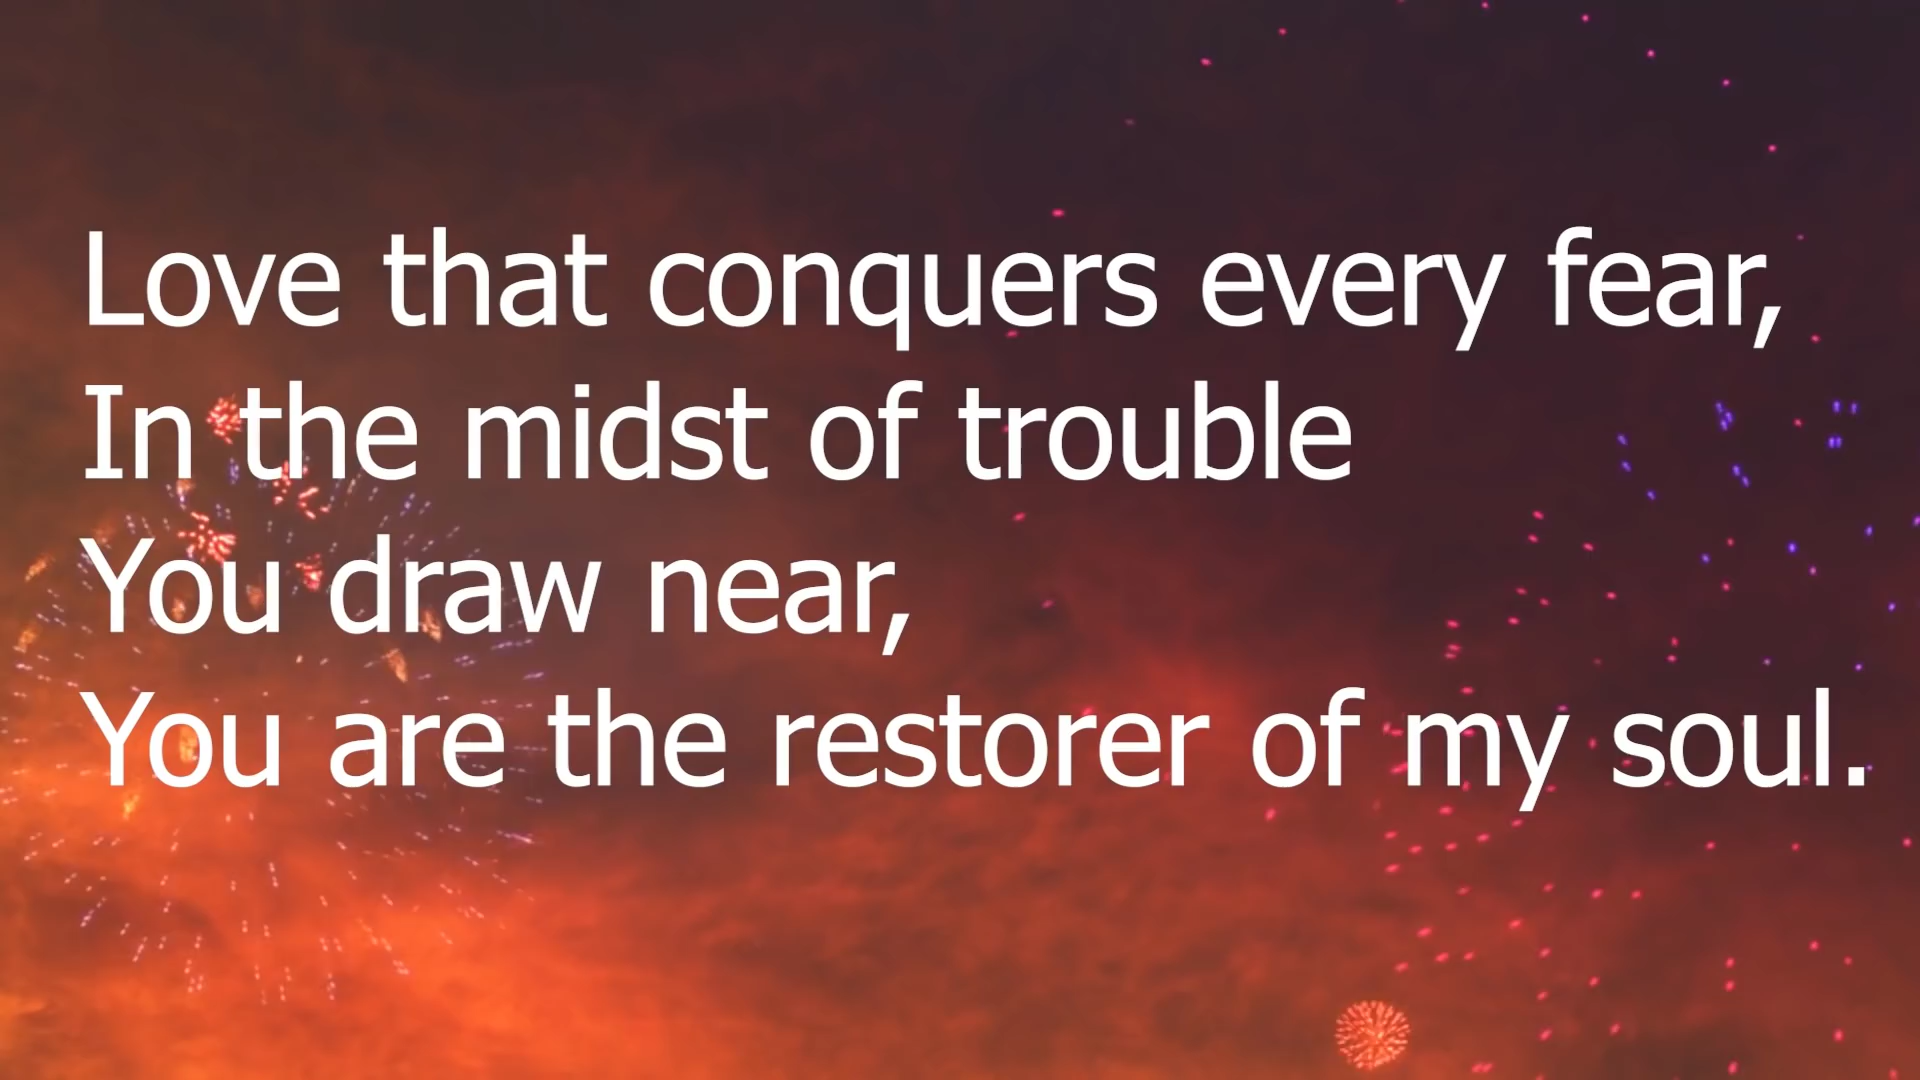 Love that conquers every fear,
In the midst of trouble
You draw near,
You are the restorer of my soul.